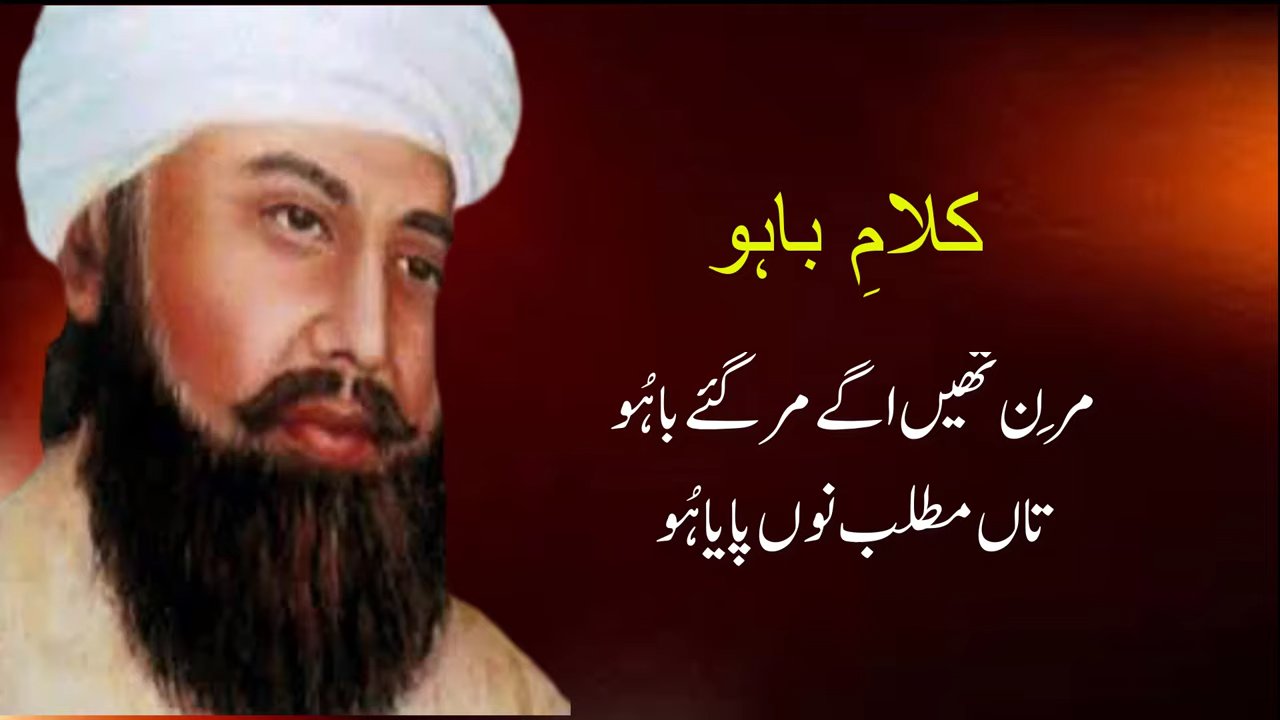 کلامِ باہو
مرنِ تھیں اگے مر گئے باہُو
تاں مطلب نوں پایا ہُو